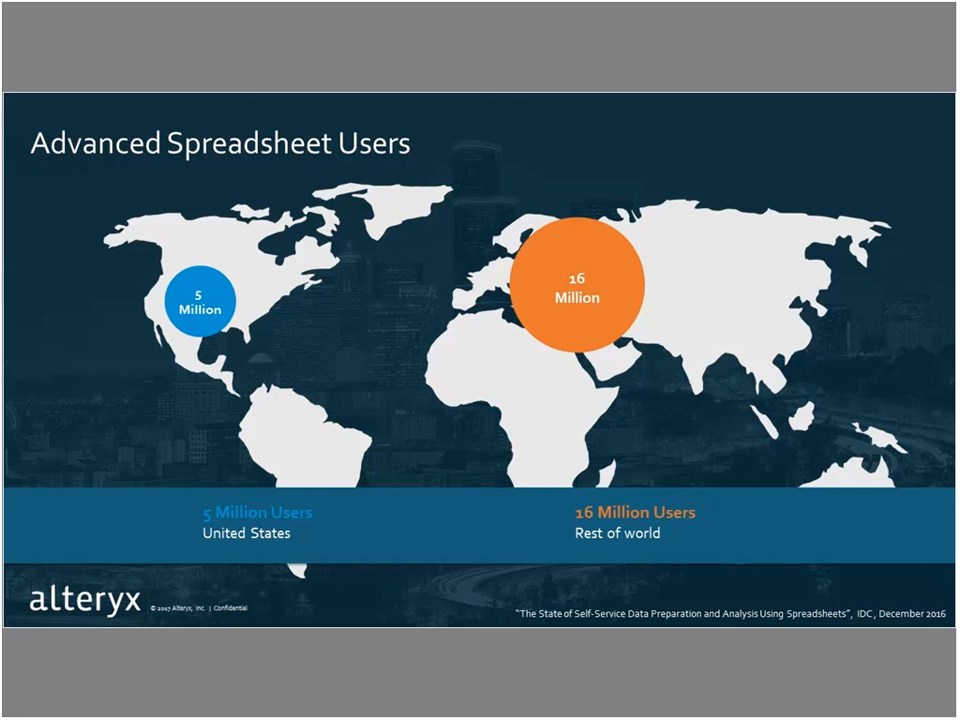 Advanced Spreadsheet Users
5
Million
16
Million
5 Million Users
United States
16 Million Users
Rest of world
alteryx
© 2017 Alteryx, Inc. | Confidential
"The State of Self-Service Data Preparation and Analysis Using Spreadsheets", IDC, December 2016